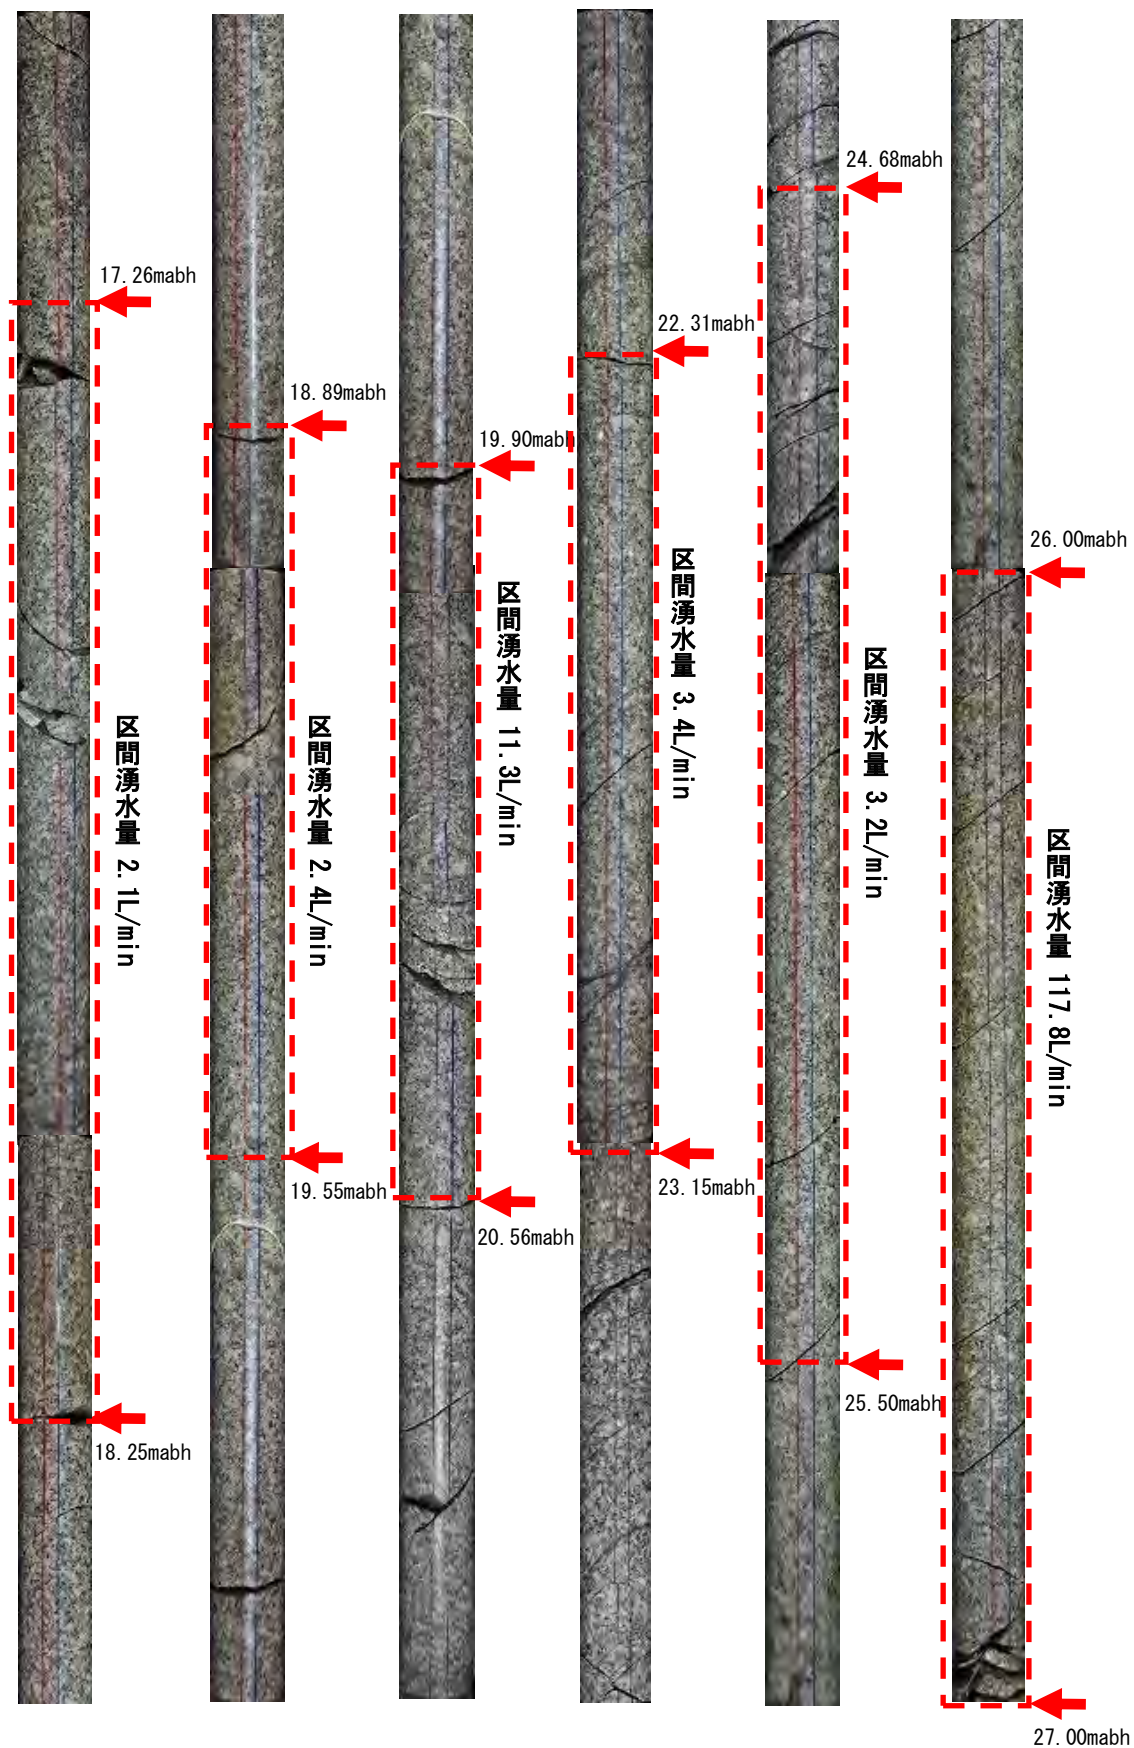 17.26mabh
区間湧水量 2.1L/min
18.25mabh
18.89mabh
区間湧水量 2.4L/min
19.55mabh
19.90mabh
区間湧水量 11.3L/min
20.56mabh
22.31mabh
区間湧水量 3.4L/min
23.15mabh
24.68mabh
区間湧水量 3.2L/min
25.50mabh
26.00mabh
区間湧水量 117.8L/min
27.00mabh